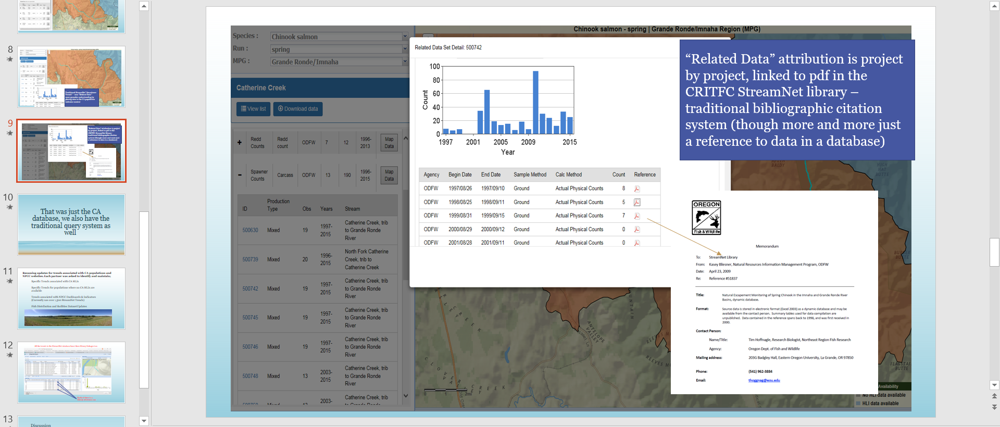 8
9
10
That was just the CA
database, we also have the
traditional query system as
well
11
Resuming updates for trends associated with CA populations and
NPCC websites. Each partner was asked to identify and maintain;
Specific Trends associated with CA HLIs
Specific Trends for populations where no CA HLIs are
available
Trends associated with NPCC Dashboards & Indicators
(Currently use over 1,500 StreamNet Trends)
Fish Distribution and Facilities Dataset Updates
12
13
Discussion
Chinook salmon - spring | Grande Ronde/Imnaha Region (MPG)
Species :
Chinook salmon
Run :
spring
MPG :
Grande Ronde/Imnaha
Catherine Creek
View list
Download data
+ Redd Counts Redd count ODFW 7 12 1996-2013 Map Data
- Spawner Counts Carcass ODFW 13 190 1996-2015 Map Data
ID Production Type Obs Years Stream
500630 Mixed 19 1997-2015 Catherine Creek, trib to Grande Ronde River
500739 Mixed 20 1996-2015 North Fork Catherine Creek, trib to Catherine Creek
500742 Mixed 19 1997-2015 Catherine Creek, trib to Grande Ronde River
500745 Mixed 19 1997-2015 Catherine Creek, trib to Grande Ronde River
500746 Mixed 19 1997-2015 Catherine Creek, trib to Grande Ronde River
500748 Mixed 13 2003-2015 Catherine Creek, trib to Grande Ronde River
2003- Catherine Creek, trib
Related Data Set Detail: 500742
100
80
60
40
20
0
Count
1997 2001 2005 2009 2015
Year
Agency Begin Date End Date Sample Method Calc Method Count Reference
ODFW 1997/08/26 1997/09/10 Ground Actual Physical Counts 8
ODFW 1998/08/25 1998/09/11 Ground Actual Physical Counts 5
ODFW 1999/08/31 1999/09/15 Ground Actual Physical Counts 7
ODFW 2000/08/29 2000/09/12 Ground Actual Physical Counts 0
ODFW 2001/08/28 2001/09/11 Ground Actual Physical Counts 0
“Related Data” attribution is project
by project, linked to pdf in the
CRITFC StreamNet library –
traditional bibliographic citation
system (though more and more just
a reference to data in a database)
OREGON
Fish & Wildlife
Memorandum
To: StreamNet Library
From: Kasey Bliesner, Natural Resources Information Management Program, ODFW
Date: April 23, 2009
Re: Reference #51837
Title: Natural Escapement Monitoring of Spring Chinook in the Imnaha and Grande Ronde River
Basins, dynamic database.
Format: Source data is stored in electronic format (Excel 2003) as a dynamic database and may be
available from the contact person. Summary tables used for data compilation are
unpublished. Data contained in the reference spans back to 1998, and was first received in
2000.
Contact Person:
Name/Title: Tim Hoffnagle, Research Biologist, Northeast Region Fish Research
Agency: Oregon Dept. of Fish and Wildlife
Mailing address: 203G Badgley Hall, Eastern Oregon University, La Grande, OR 97850
Phone: (541) 962-3884
Email: thoggnag@eou.edu
HIGH
HAT
BUTTE
ANTELOPE
VALLEY
CREEK
Availability
No HLI data available
HLI data available